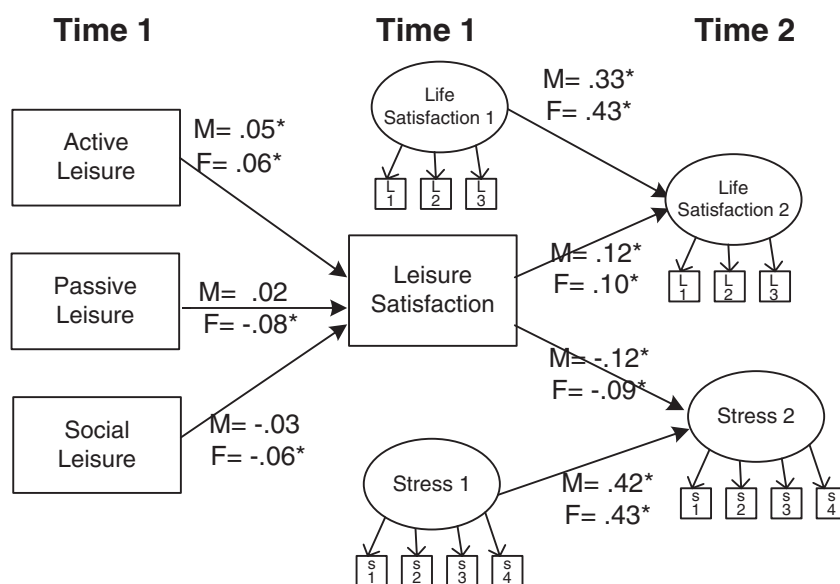 Time 1
Time 1
Time 2
Active
Leisure
M= .05*
F= .06*
Life
Satisfaction 1
L
1
L
2
L
3
M= .33*
F= .43*
Life
Satisfaction 2
L
1
L
2
L
3
Passive
Leisure
M= .02
F= -.08*
Leisure
Satisfaction
M= .12*
F= .10*
M= -.12*
F= -.09*
Social
Leisure
M= -.03
F= -.06*
Stress 1
s
1
s
2
s
3
s
4
M= .42*
F= .43*
Stress 2
s
1
s
2
s
3
s
4